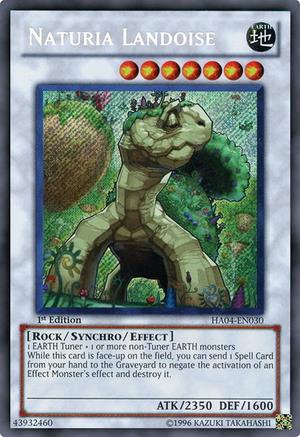 NATURIA LANDOISE
EARTH
地
1st Edition
HA04-EN030
[ROCK/SYNCHRO/EFFECT]
1 EARTH Tuner + 1 or more non-Tuner EARTH monsters
While this card is face-up on the field, you can send 1 Spell Card
from your hand to the Graveyard to negate the activation of an
Effect Monster's effect and destroy it.
ATK/2350 DEF/1600
43932460
©1996 KAZUKI TAKAHASHI